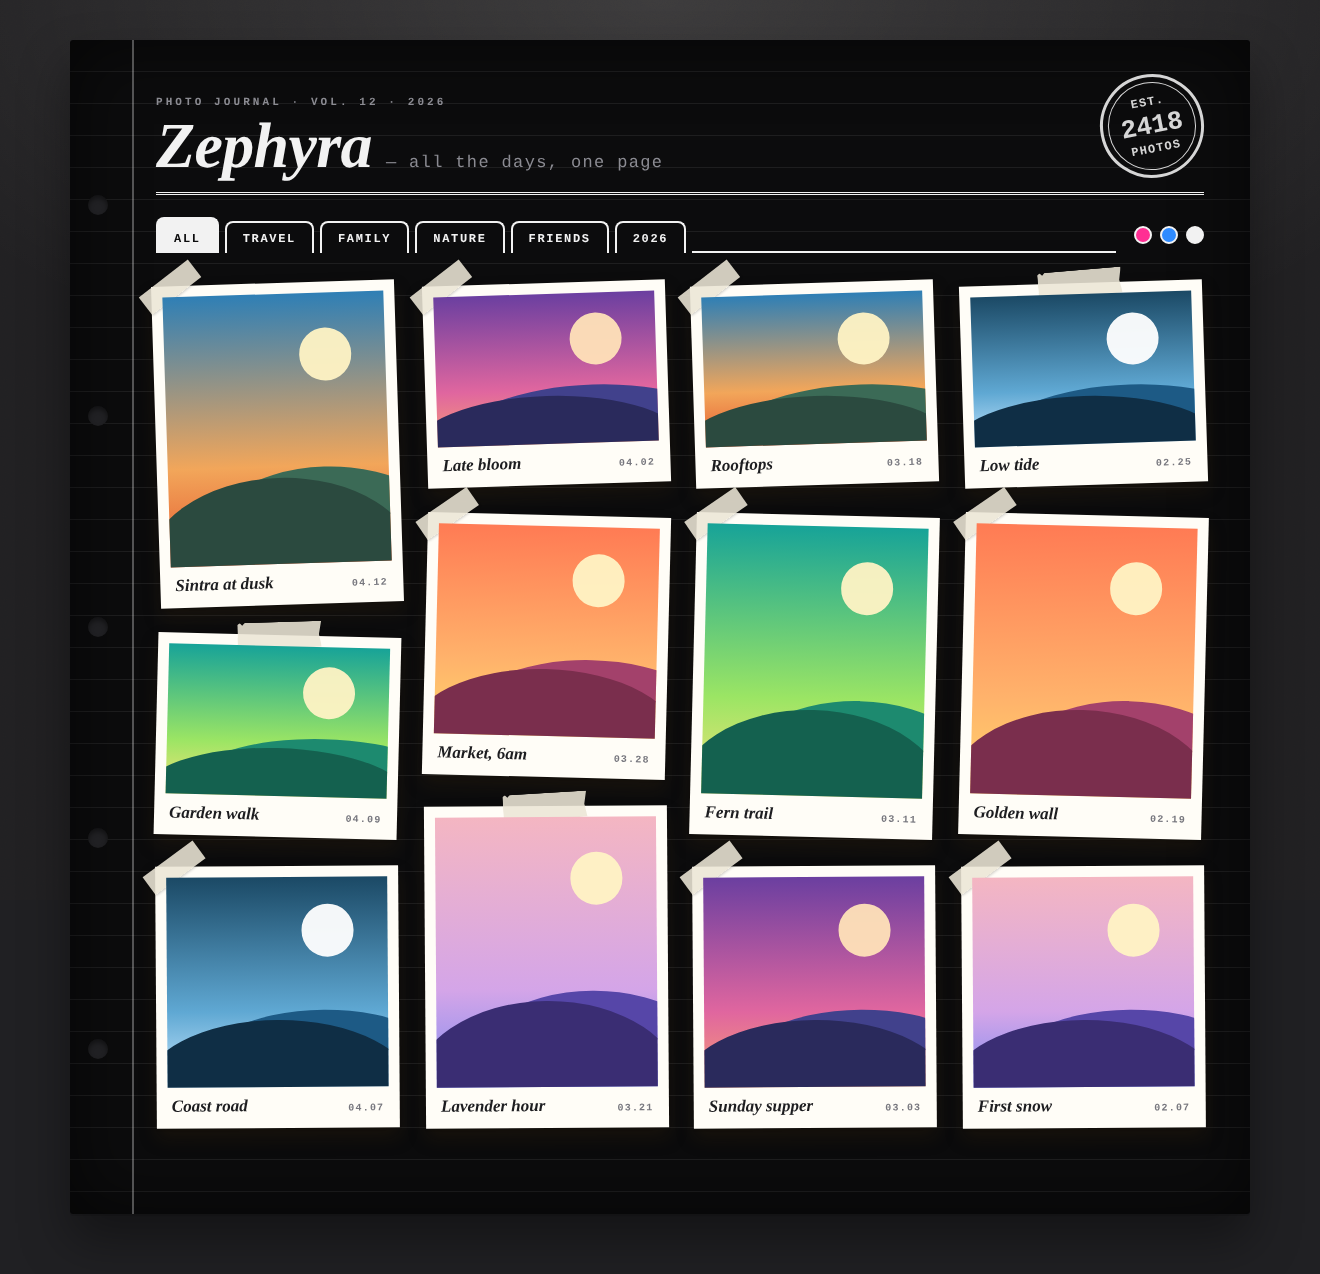 PHOTO JOURNAL · VOL. 12 · 2026
Zephyra — all the days, one page
EST.
2418
PHOTOS
ALL TRAVEL FAMILY NATURE FRIENDS 2026
Sintra at dusk 04.12
Late bloom 04.02
Rooftops 03.18
Low tide 02.25
Garden walk 04.09
Market, 6am 03.28
Fern trail 03.11
Golden wall 02.19
Coast road 04.07
Lavender hour 03.21
Sunday supper 03.03
First snow 02.07